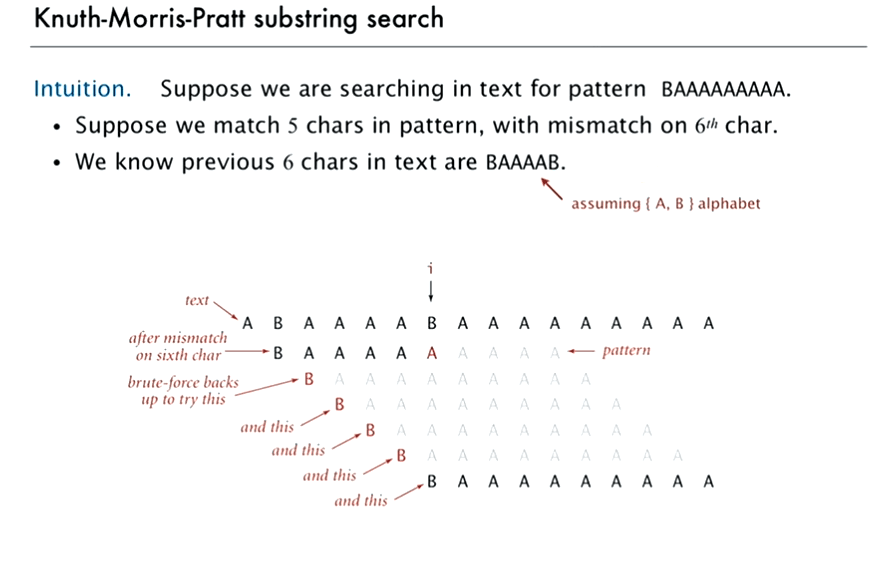 Knuth-Morris-Pratt substring search
Intuition. Suppose we are searching in text for pattern BAAAAAAAAA.
• Suppose we match 5 chars in pattern, with mismatch on 6th char.
• We know previous 6 chars in text are BAAAAB.
assuming { A, B } alphabet
i
text
A B A A A A B A A A A A A A A A
after mismatch
on sixth char
B A A A A A A A A A
pattern
brute-force backs
up to try this
B A A A A A A A A A
and this
B A A A A A A A A A
and this
B A A A A A A A A A
and this
B A A A A A A A A A
and this
B A A A A A A A A A